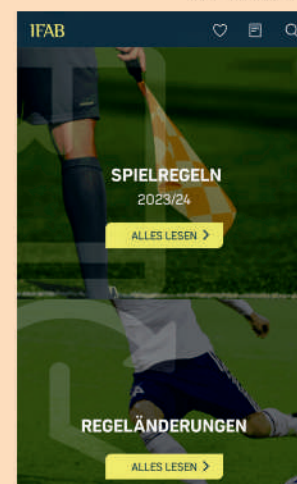 IFAB
SPIELREGELN
2023/24
ALLES LESEN
REGELÄNDERUNGEN
ALLES LESEN